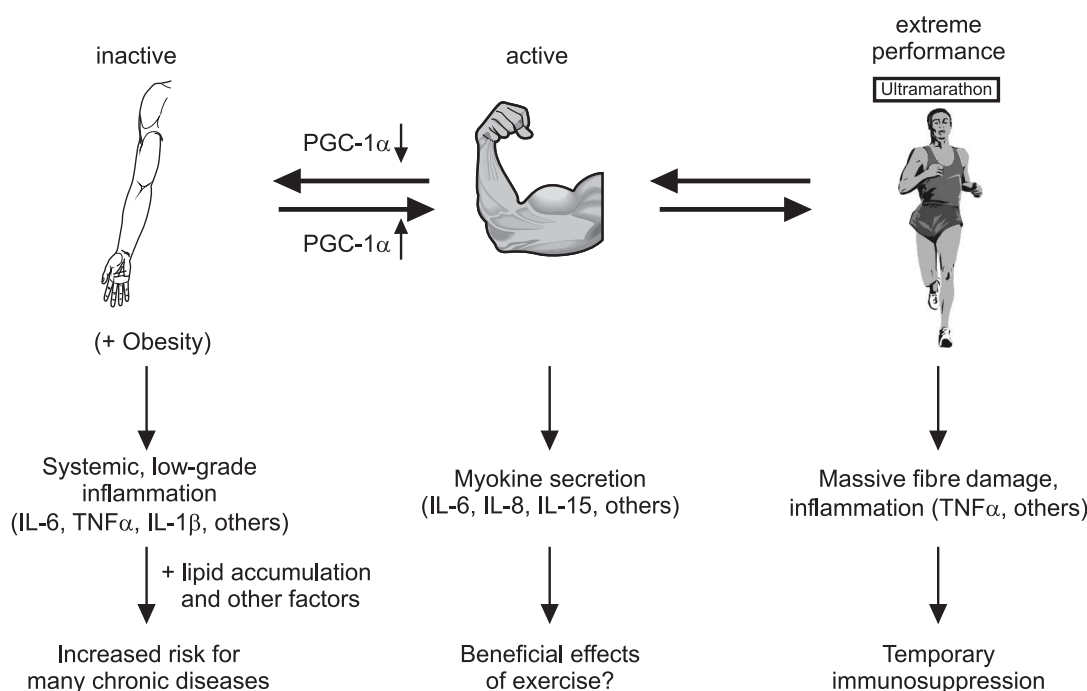 inactive
active
extreme
performance
Ultramarathon
PGC-1α
PGC-1α
(+ Obesity)
Systemic, low-grade
inflammation
(IL-6, TNFα, IL-1β, others)
+ lipid accumulation
and other factors
Increased risk for
many chronic diseases
Myokine secretion
(IL-6, IL-8, IL-15, others)
Beneficial effects
of exercise?
Massive fibre damage,
inflammation (TNFα, others)
Temporary
immunosuppression